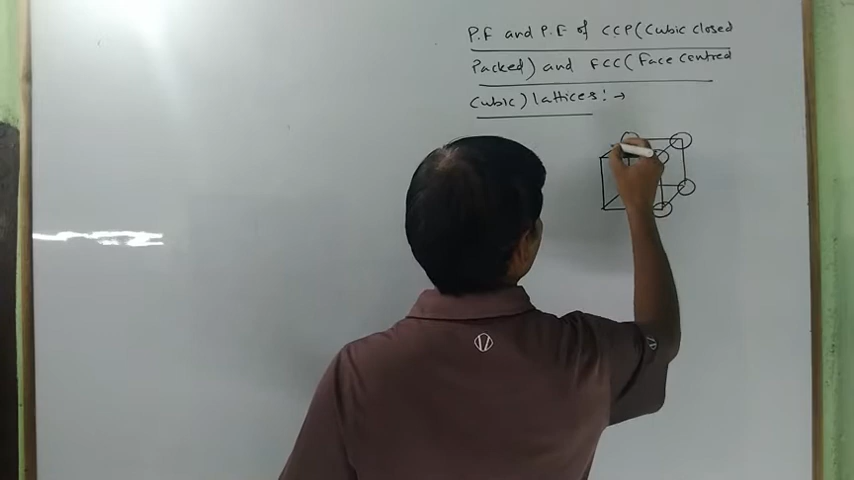 P.F and P.E of CCP(Cubic closed
Packed) and FCC(Face Centred
Cubic) lattices:→